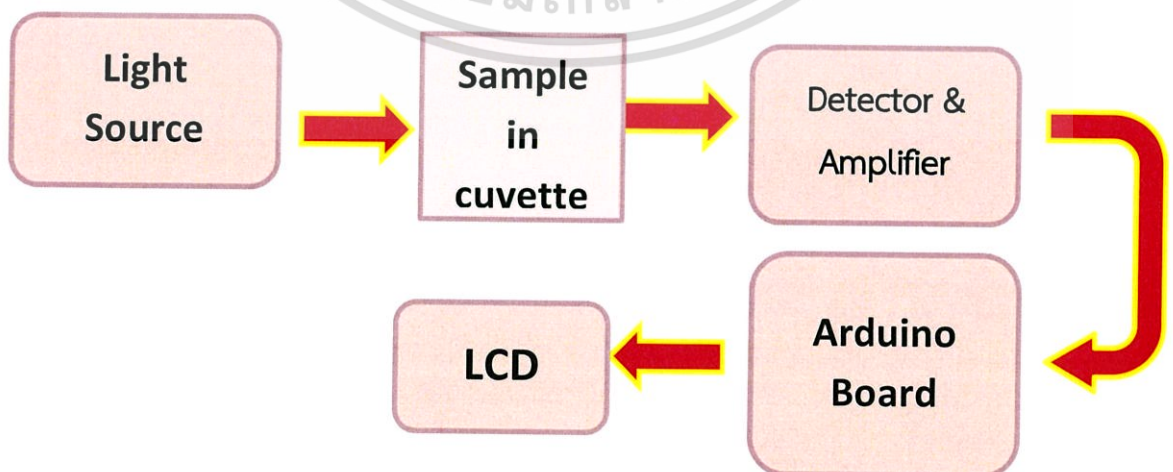 Light
Source
Sample
in
cuvette
Detector &
Amplifier
Arduino
Board
LCD